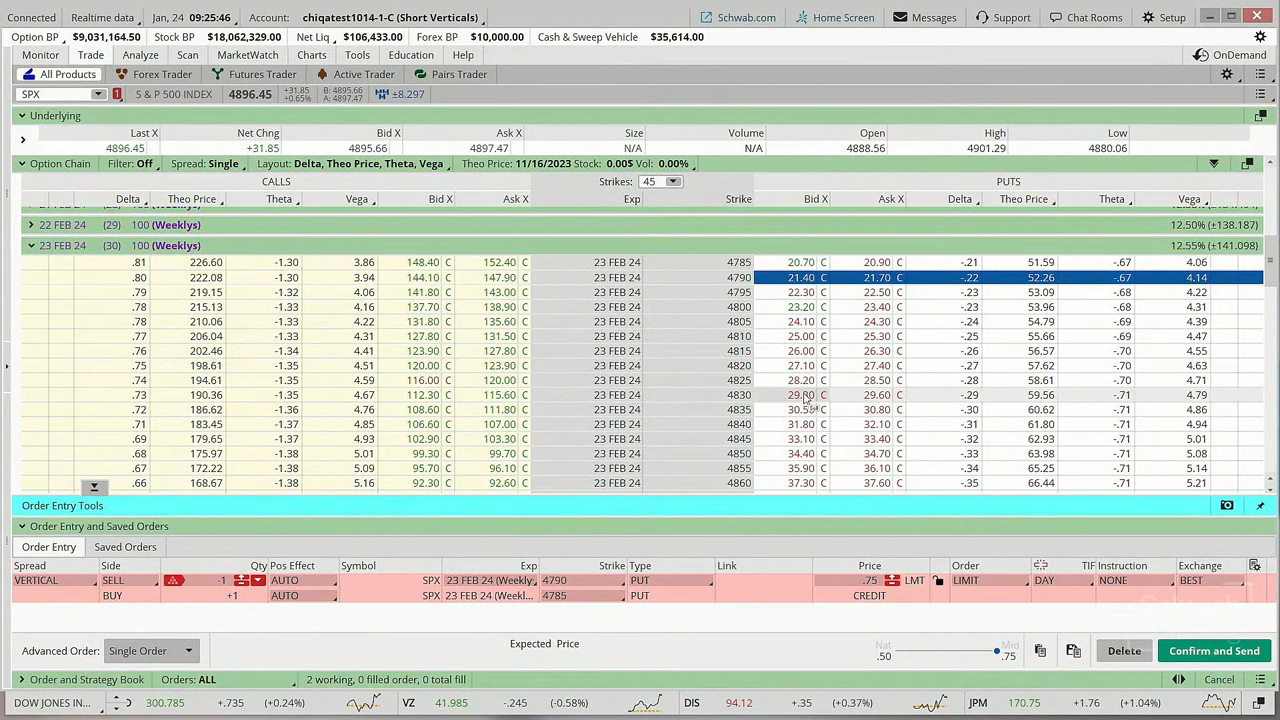 Connected Realtime data Jan, 24 09:25:46 Account: chiqatest1014-1-C (Short Verticals) Schwab.com Home Screen Messages Support Chat Rooms Setup
Option BP $9,031,164.50 Stock BP $18,062,329.00 Net Liq $106,433.00 Forex BP $10,000.00 Cash & Sweep Vehicle $35,614.00
Monitor Trade Analyze Scan MarketWatch Charts Tools Education Help OnDemand
All Products Forex Trader Futures Trader Active Trader Pairs Trader
SPX 1 S & P 500 INDEX 4896.45 +31.85 +0.65% B: 4895.66 A: 4897.47 ±8.297
Underlying
Last X Net Chng Bid X Ask X Size Volume Open High Low
4896.45 +31.85 4895.66 4897.47 N/A N/A 4888.56 4901.29 4880.06
Option Chain Filter: Off Spread: Single Layout: Delta, Theo Price, Theta, Vega Theo Price: 11/16/2023 Stock: 0.00$ Vol: 0.00%
CALLS Strikes: 45 PUTS
Delta Theo Price Theta Vega Bid X Ask X Exp Strike Bid X Ask X Delta Theo Price Theta Vega
22 FEB 24 (29) 100 (Weeklys) 12.50% (±138.187)
23 FEB 24 (30) 100 (Weeklys) 12.55% (±141.098)
.81 226.60 -1.30 3.86 148.40 C 152.40 C 23 FEB 24 4785 20.70 C 20.90 C -.21 51.59 -.67 4.06
.80 222.08 -1.30 3.94 144.10 C 147.90 C 23 FEB 24 4790 21.40 C 21.70 C -.22 52.26 -.67 4.14
.79 219.15 -1.32 4.06 141.80 C 143.00 C 23 FEB 24 4795 22.30 C 22.50 C -.23 53.09 -.68 4.22
.78 215.13 -1.33 4.16 137.70 C 138.90 C 23 FEB 24 4800 23.20 C 23.40 C -.24 53.96 -.68 4.31
.78 210.06 -1.33 4.22 131.80 C 135.60 C 23 FEB 24 4805 24.10 C 24.30 C -.24 54.79 -.69 4.39
.77 206.04 -1.33 4.31 127.80 C 131.50 C 23 FEB 24 4810 25.00 C 25.30 C -.25 55.66 -.69 4.47
.76 202.46 -1.34 4.41 123.90 C 127.80 C 23 FEB 24 4815 26.00 C 26.30 C -.26 56.57 -.70 4.55
.75 198.61 -1.35 4.51 120.00 C 123.90 C 23 FEB 24 4820 27.10 C 27.40 C -.27 57.62 -.70 4.63
.74 194.61 -1.35 4.59 116.00 C 120.00 C 23 FEB 24 4825 28.20 C 28.50 C -.28 58.61 -.70 4.71
.73 190.36 -1.35 4.67 112.30 C 115.60 C 23 FEB 24 4830 C 29.60 C -.29 59.56 -.71 4.79
.72 186.62 -1.36 4.76 108.60 C 111.80 C 23 FEB 24 4835 C 30.80 C -.30 60.62 -.71 4.86
.71 183.45 -1.37 4.85 106.60 C 107.00 C 23 FEB 24 4840 31.80 C 32.10 C -.31 61.80 -.71 4.94
.69 179.65 -1.37 4.93 102.90 C 103.30 C 23 FEB 24 4845 33.10 C 33.40 C -.32 62.93 -.71 5.01
.68 175.97 -1.38 5.01 99.30 C 99.70 C 23 FEB 24 4850 34.40 C 34.70 C -.33 63.98 -.71 5.08
.67 172.22 -1.38 5.09 95.70 C 96.10 C 23 FEB 24 4855 35.90 C 36.10 C -.34 65.25 -.71 5.14
.66 168.67 -1.38 5.16 92.30 C 92.60 C 23 FEB 24 4860 37.30 C 37.60 C -.35 66.44 -.71 5.21
Order Entry Tools
Order Entry and Saved Orders
Order Entry Saved Orders
Spread Side Qty Pos Effect Symbol Exp Strike Type Link Price Order TIF Instruction Exchange
VERTICAL SELL -1 AUTO SPX 23 FEB 24 (Weekly 4790 PUT .75 LMT LIMIT DAY NONE BEST
BUY +1 AUTO SPX 23 FEB 24 (Weekl... 4785 PUT CREDIT
Advanced Order: Single Order Expected Price Nat .50 Mid .75 Delete Confirm and Send
Order and Strategy Book Orders: ALL 2 working, 0 filled order, 0 total fill Cancel
DOW JONES IN... 300.785 +.735 (+0.24%) VZ 41.985 -.245 (-0.58%) DIS 94.12 +.35 (+0.37%) JPM 170.75 +1.76 (+1.04%)